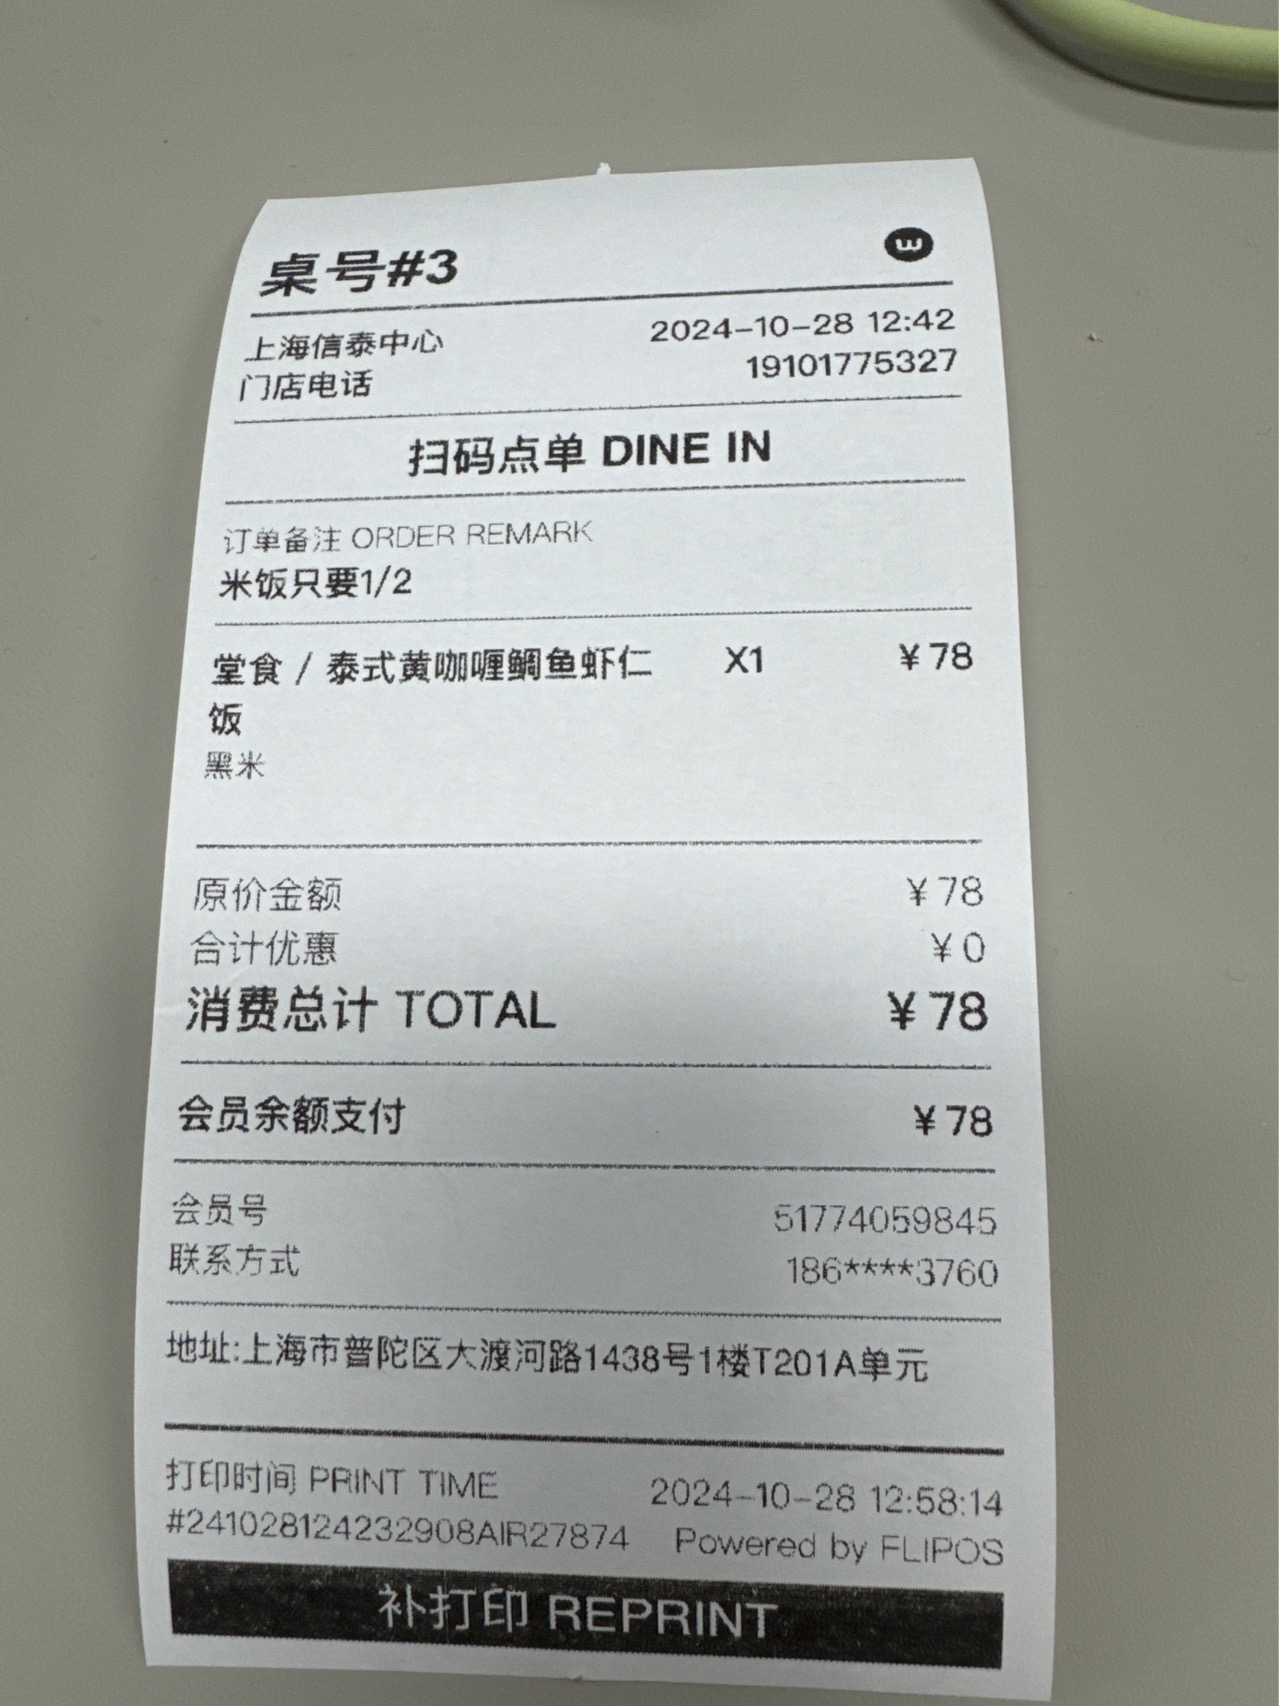 桌号#3
上海信泰中心 2024-10-28 12:42
门店电话 19101775327
扫码点单 DINE IN
订单备注 ORDER REMARK
米饭只要1/2
堂食 / 泰式黄咖喱鲷鱼虾仁 X1 ¥78
饭
黑米
原价金额 ¥78
合计优惠 ¥0
消费总计 TOTAL ¥78
会员余额支付 ¥78
会员号 51774059845
联系方式 186****3760
地址:上海市普陀区大渡河路1438号1楼T201A单元
打印时间 PRINT TIME 2024-10-28 12:58:14
#241028124232908AIR27874 Powered by FLIPOS
补打印 REPRINT